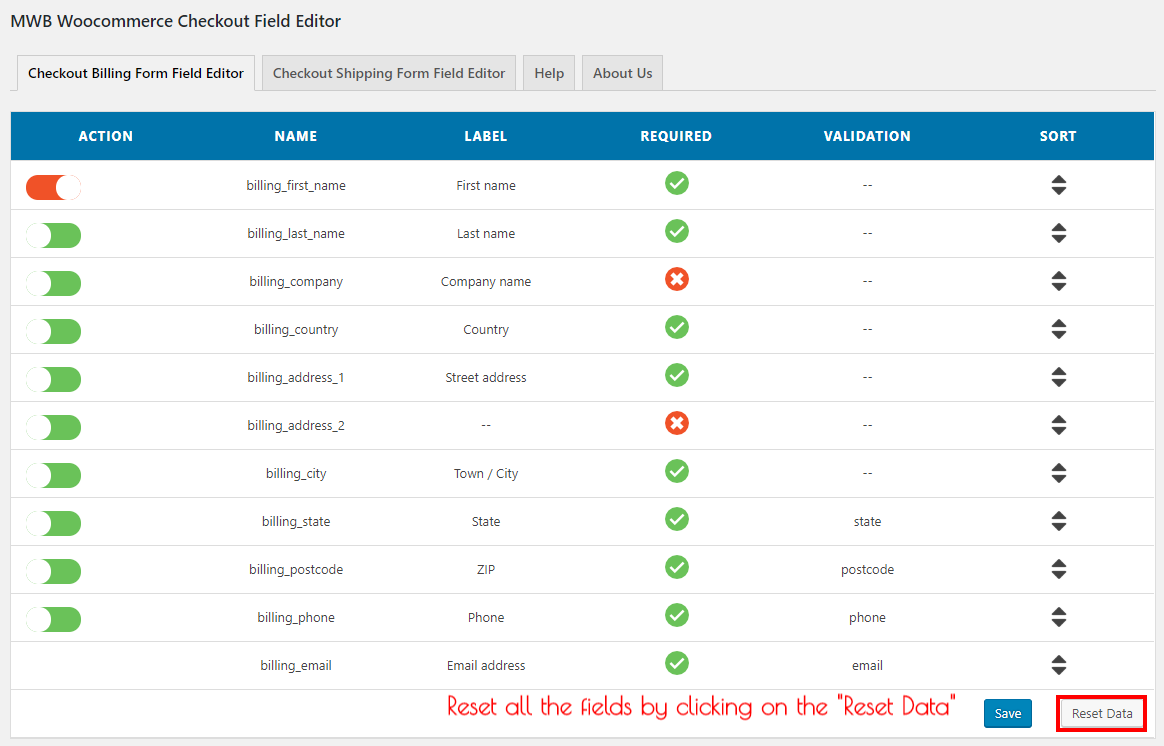 MWB Woocommerce Checkout Field Editor
Checkout Billing Form Field Editor Checkout Shipping Form Field Editor Help About Us
ACTION NAME LABEL REQUIRED VALIDATION SORT
billing_first_name First name --
billing_last_name Last name --
billing_company Company name --
billing_country Country --
billing_address_1 Street address --
billing_address_2 -- --
billing_city Town / City --
billing_state State state
billing_postcode ZIP postcode
billing_phone Phone phone
billing_email Email address email
Reset all the fields by clicking on the "Reset Data" Save Reset Data